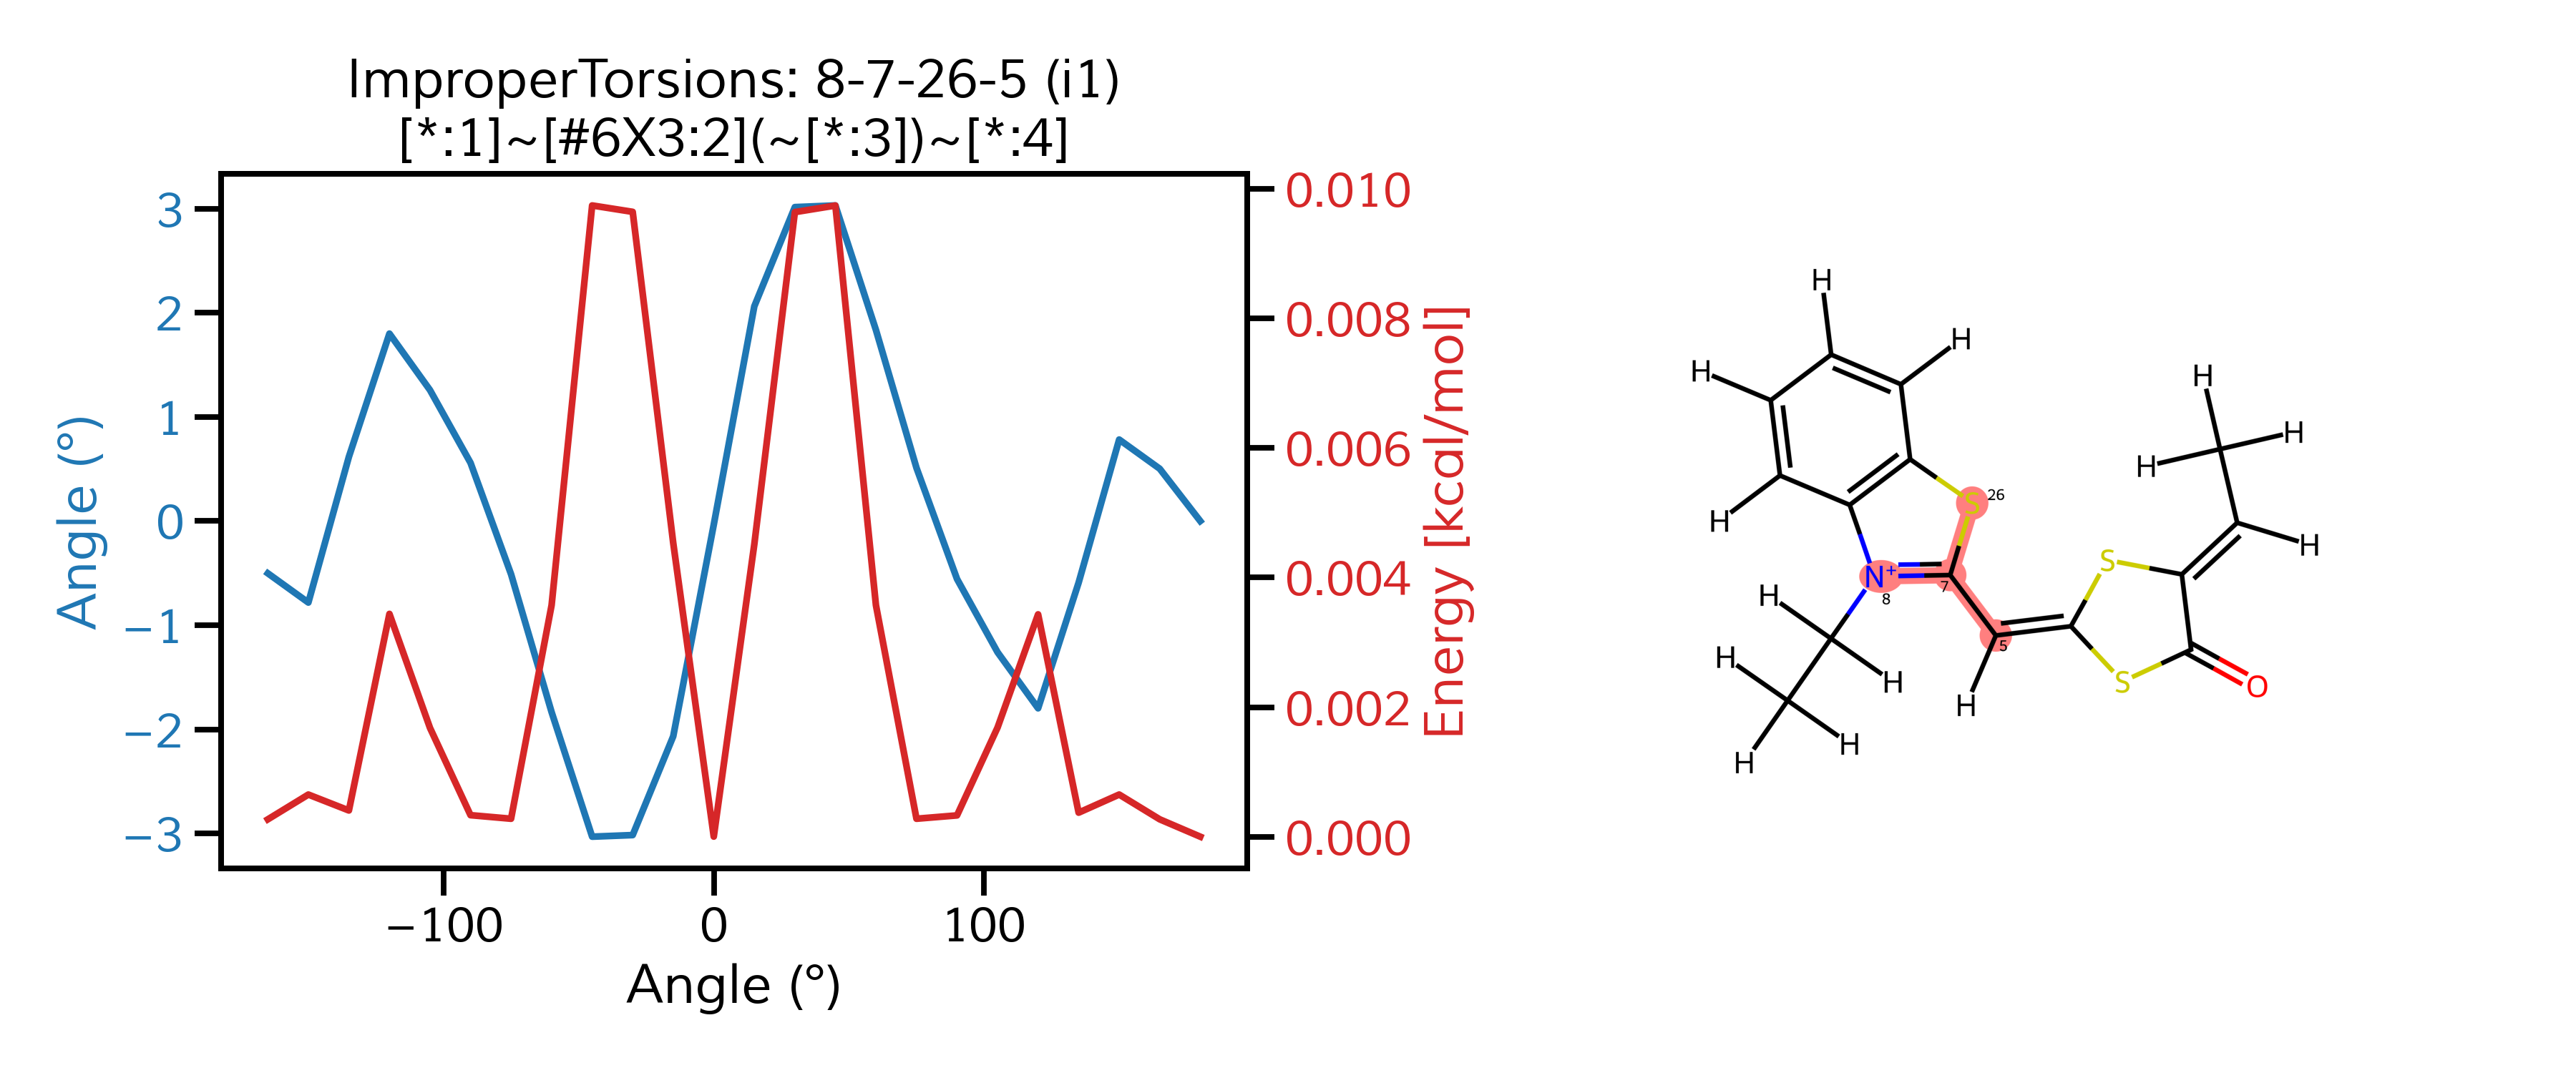 ImproperTorsions: 8-7-26-5 (i1)
[*:1]~[#6X3:2](~[*:3])~[*:4]
3
2
1
0
−1
−2
−3
Angle (°)
0.010
0.008
0.006
0.004
0.002
0.000
Energy [kcal/mol]
−100 0 100
Angle (°)
H
H
H
H
H
H
H
S 26
H
H
S
N+
8
7
H
5
H
H
S
O
H
H
H
H